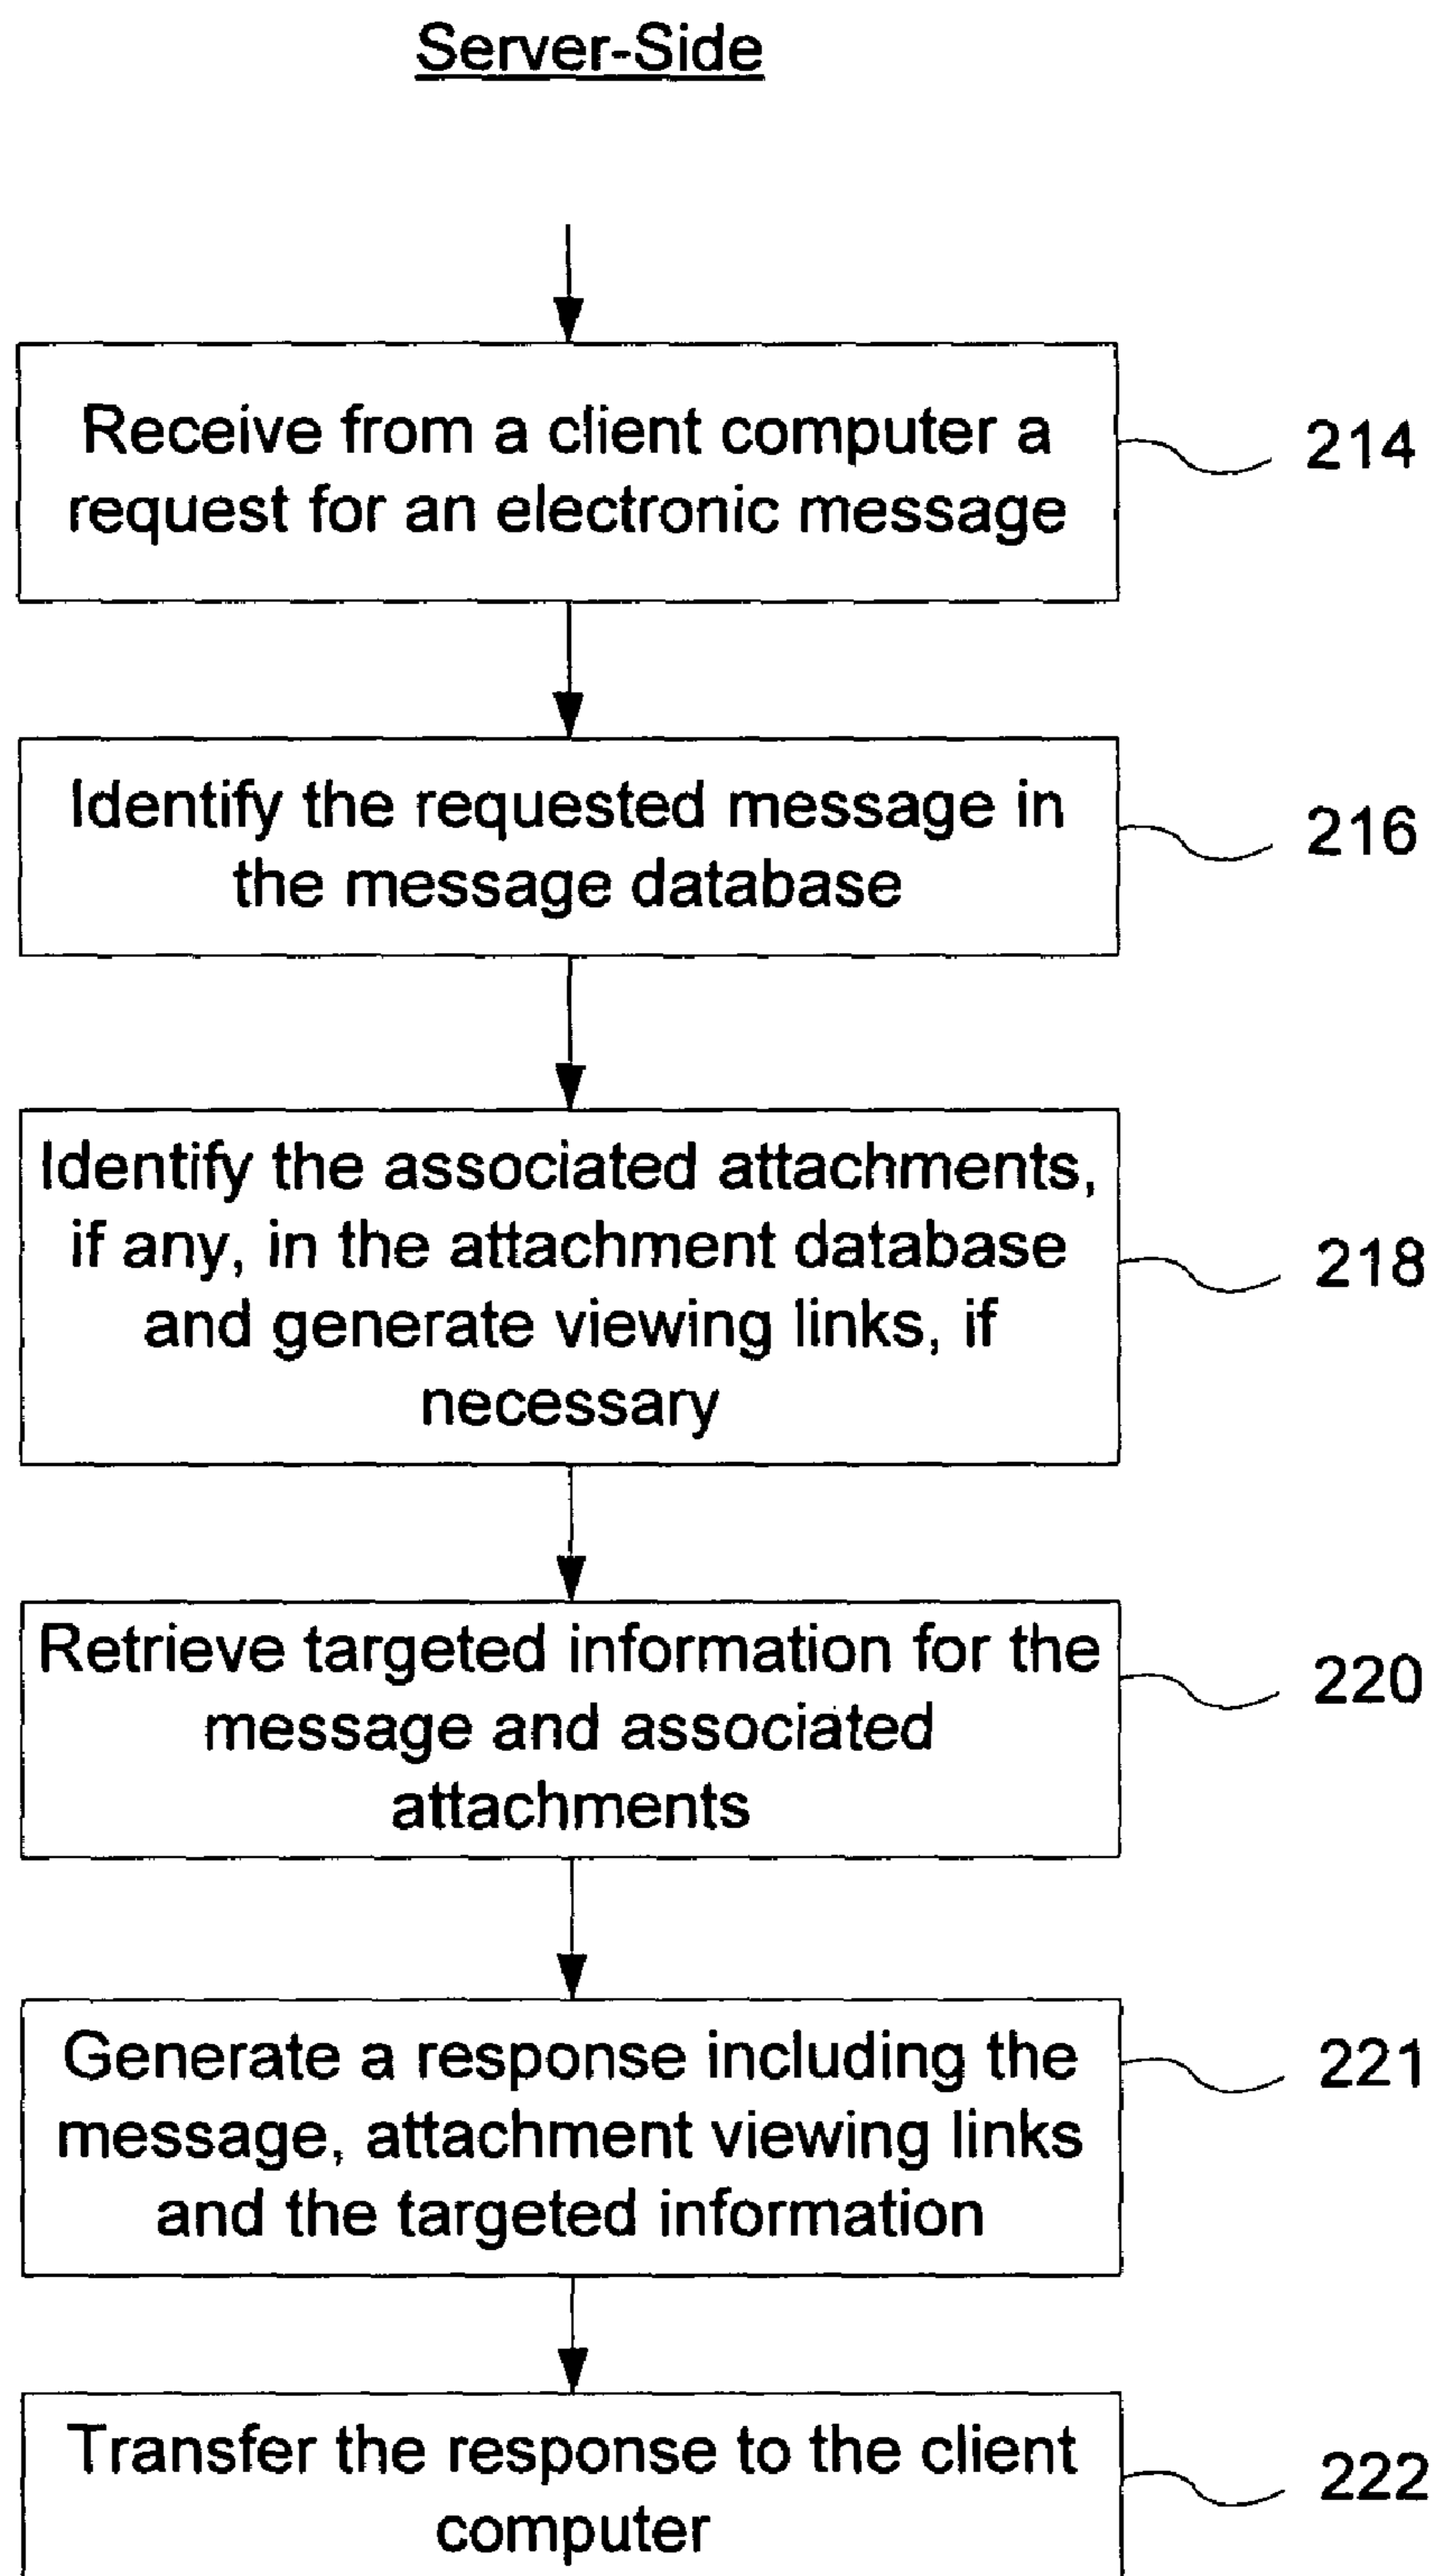 Server-Side
Receive from a client computer a
request for an electronic message
214
Identify the requested message in
the message database
216
Identify the associated attachments,
if any, in the attachment database
and generate viewing links, if
necessary
218
Retrieve targeted information for the
message and associated
attachments
220
Generate a response including the
message, attachment viewing links
and the targeted information
221
Transfer the response to the client
computer
222